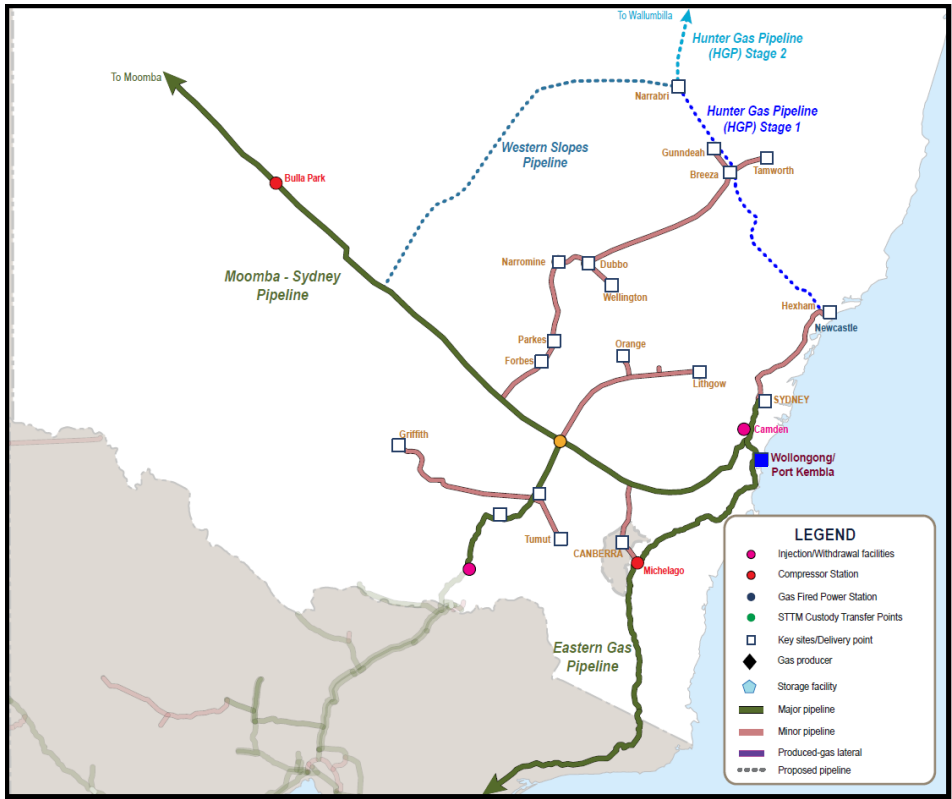 To Wallumbilla
Hunter Gas Pipeline
(HGP) Stage 2
To Moomba
Narrabri
Hunter Gas Pipeline
(HGP) Stage 1
Western Slopes
Pipeline
Gunndeah
Breeza
Tamworth
Bulla Park
Narromine
Dubbo
Wellington
Moomba - Sydney
Pipeline
Hexham
Newcastle
Parkes
Forbes
Orange
Lithgow
SYDNEY
Camden
Griffith
Wollongong/
Port Kembla
Tumut
CANBERRA
Michelago
Eastern Gas
Pipeline
LEGEND
Injection/Withdrawal facilities
Compressor Station
Gas Fired Power Station
STTM Custody Transfer Points
Key sites/Delivery point
Gas producer
Storage facility
Major pipeline
Minor pipeline
Produced-gas lateral
Proposed pipeline